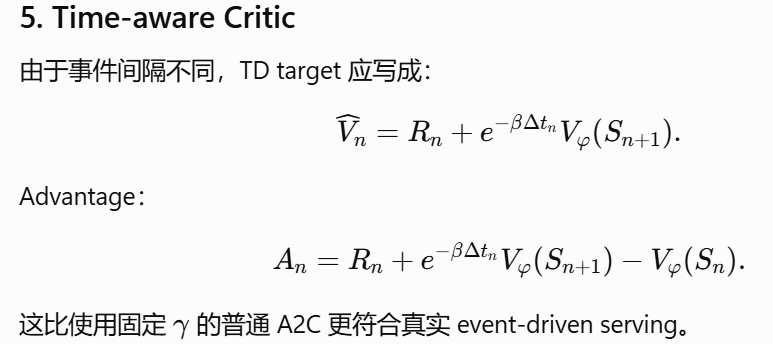 5. Time-aware Critic
由于事件间隔不同，TD target 应写成：
$\widehat{V}_n = R_n + e^{-\beta \Delta t_n} V_\varphi(S_{n+1}).$
Advantage：
$A_n = R_n + e^{-\beta \Delta t_n} V_\varphi(S_{n+1}) - V_\varphi(S_n).$
这比使用固定 $\gamma$ 的普通 A2C 更符合真实 event-driven serving。